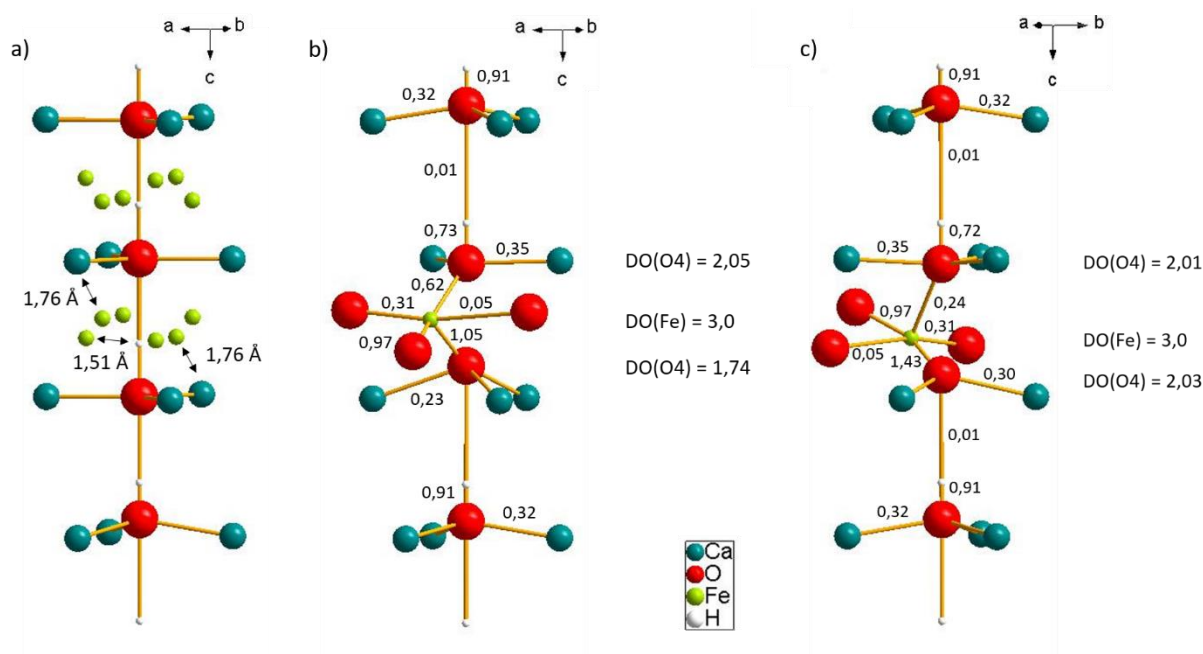 a)
a b
c
1,76 Å
1,51 Å
1,76 Å
b)
a b
c
0,91
0,32
0,01
0,73
0,35
0,62
0,31
0,05
1,05
0,97
0,23
0,91
0,32
DO(O4) = 2,05
DO(Fe) = 3,0
DO(O4) = 1,74
Ca
O
Fe
H
c)
a b
c
0,91
0,32
0,01
0,72
0,35
0,24
0,97
0,31
0,05
1,43
0,30
0,01
0,91
0,32
DO(O4) = 2,01
DO(Fe) = 3,0
DO(O4) = 2,03